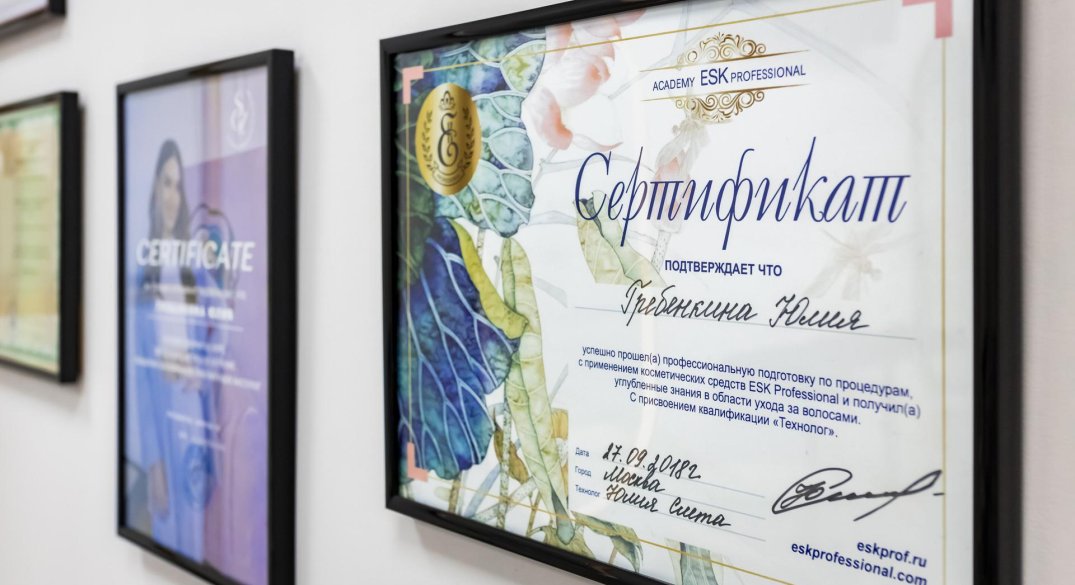 CERTIFICATE
ACADEMY ESK PROFESSIONAL
Сертификат
ПОДТВЕРЖДАЕТ ЧТО
Гребенкина Юлия
успешно прошел(а) профессиональную подготовку по процедурам,
с применением косметических средств ESK Professional и получил(а)
углубленные знания в области ухода за волосами.
С присвоением квалификации «Технолог».
Дата 27.09.2018г.
Город Москва
Технолог Юлия Смета
eskprof.ru
eskprofessional.com